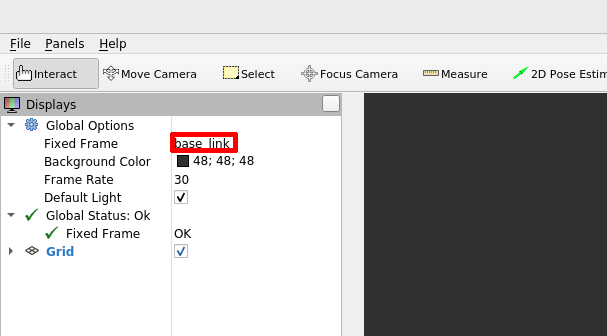 File Panels Help
Interact Move Camera Select Focus Camera Measure 2D Pose Estim
Displays
Global Options
Fixed Frame base_link
Background Color 48; 48; 48
Frame Rate 30
Default Light
Global Status: Ok
Fixed Frame OK
Grid